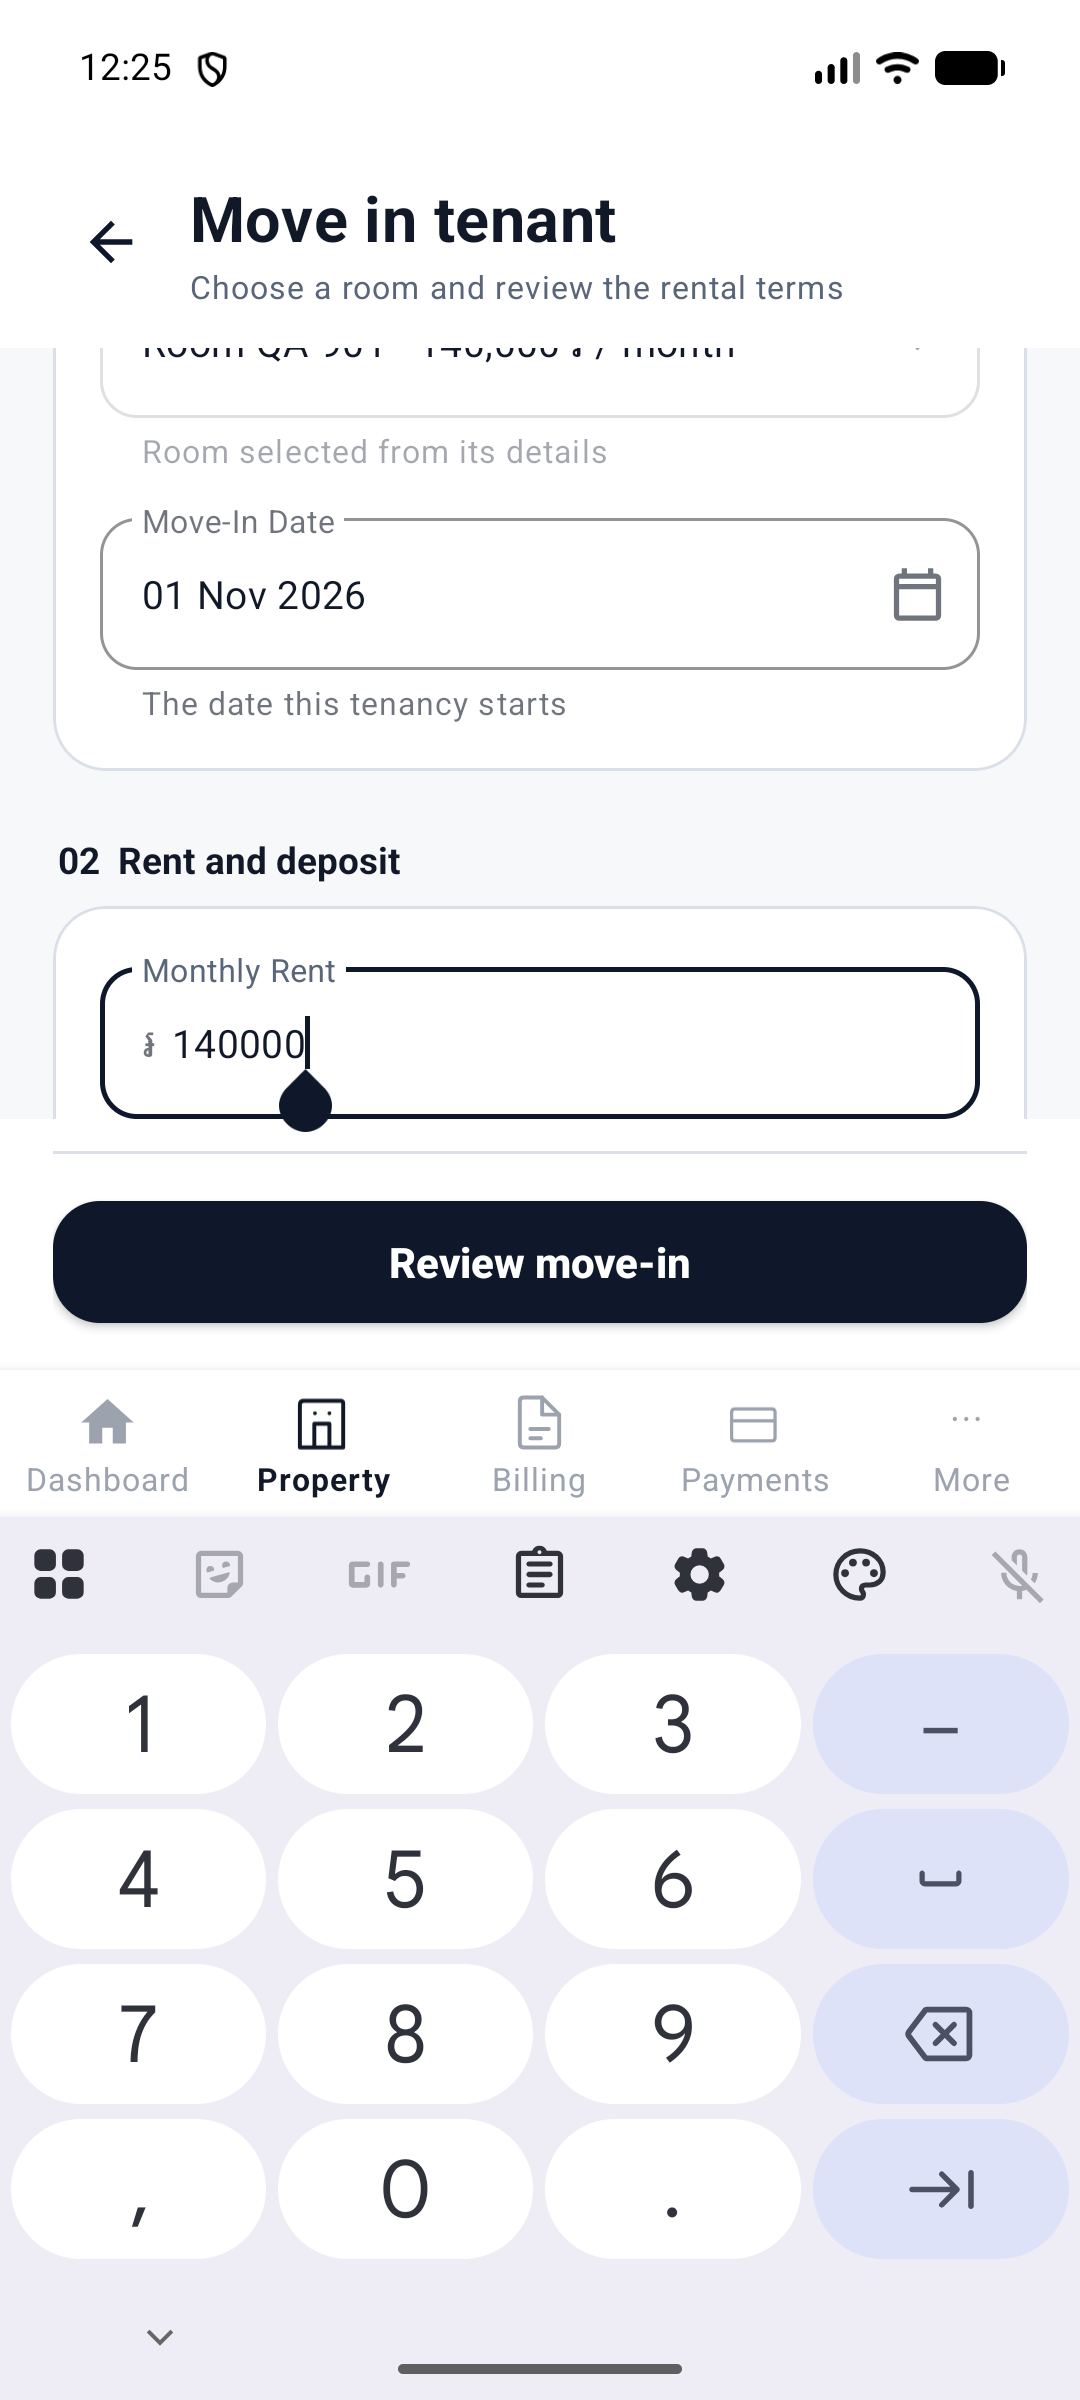 12:25
Move in tenant
Choose a room and review the rental terms
Room selected from its details
Move-In Date
01 Nov 2026
The date this tenancy starts
02 Rent and deposit
Monthly Rent
៛ 140000
Review move-in
Dashboard
Property
Billing
Payments
More
GIF
1 2 3 –
4 5 6
7 8 9
, 0 .